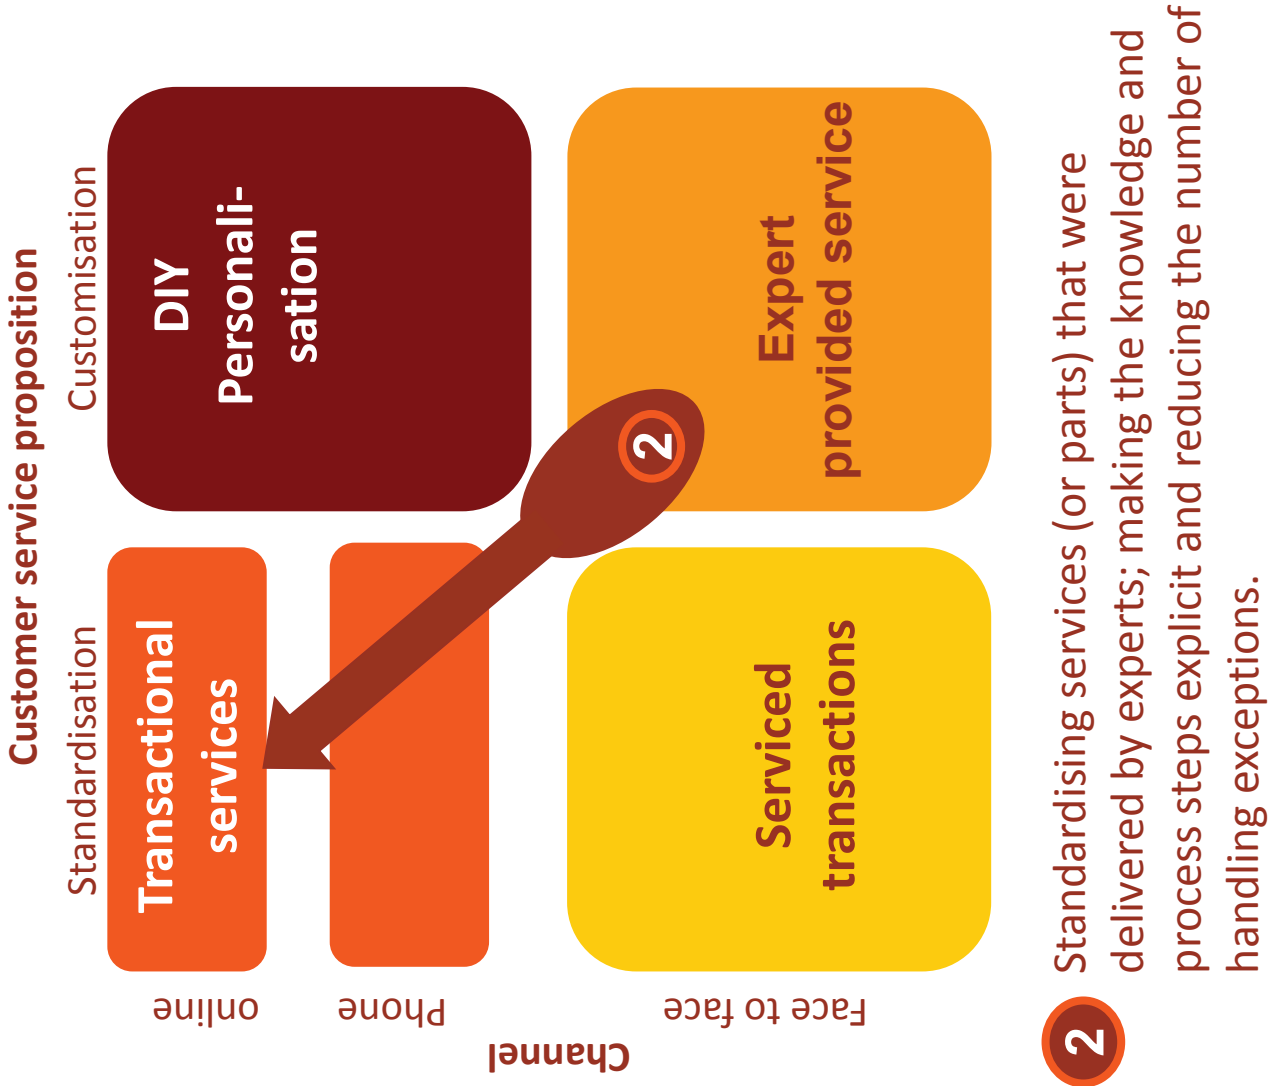 Customer service proposition
Standardisation
Customisation
Channel
online
Phone
Face to face
Transactional
services
DIY
Personali-
sation
Serviced
transactions
Expert
provided service
2
2
Standardising services (or parts) that were
delivered by experts; making the knowledge and
process steps explicit and reducing the number of
handling exceptions.